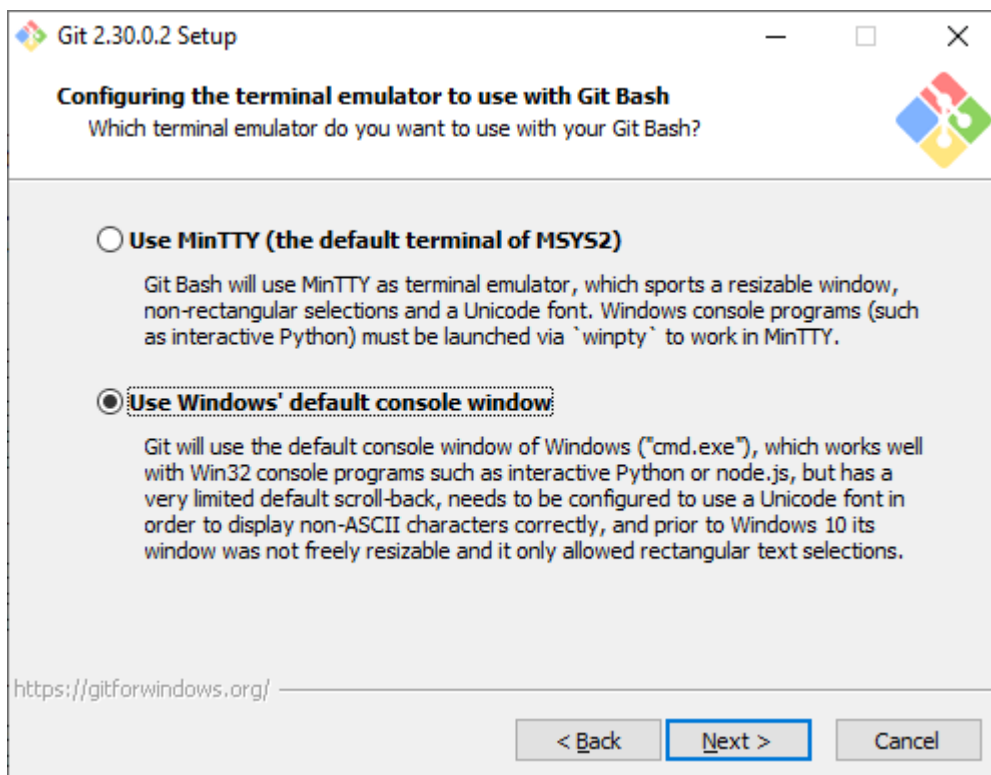 Git 2.30.0.2 Setup
Configuring the terminal emulator to use with Git Bash
Which terminal emulator do you want to use with your Git Bash?
Use MinTTY (the default terminal of MSYS2)
Git Bash will use MinTTY as terminal emulator, which sports a resizable window,
non-rectangular selections and a Unicode font. Windows console programs (such
as interactive Python) must be launched via `winpty` to work in MinTTY.
Use Windows' default console window
Git will use the default console window of Windows ("cmd.exe"), which works well
with Win32 console programs such as interactive Python or node.js, but has a
very limited default scroll-back, needs to be configured to use a Unicode font in
order to display non-ASCII characters correctly, and prior to Windows 10 its
window was not freely resizable and it only allowed rectangular text selections.
https://gitforwindows.org/
< Back Next > Cancel